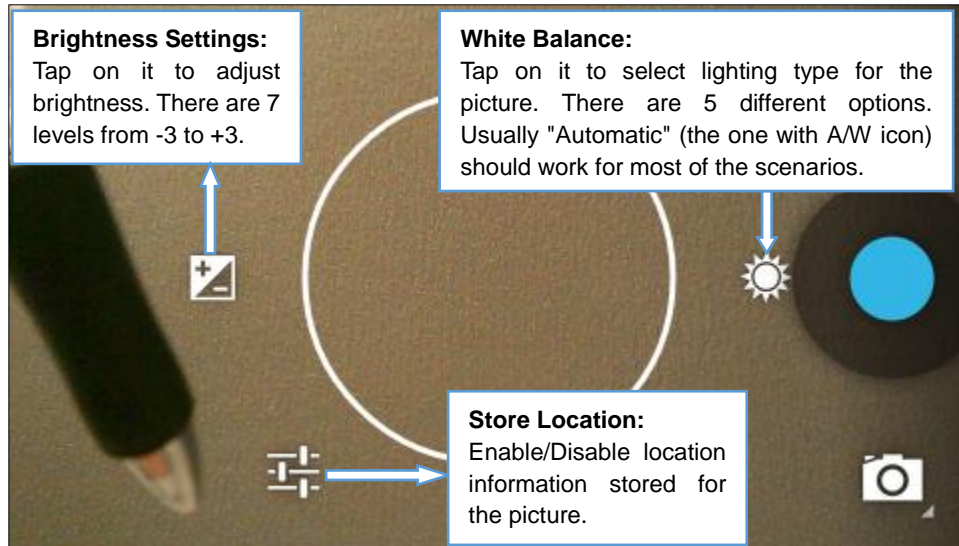 Brightness Settings:
Tap on it to adjust
brightness. There are 7
levels from -3 to +3.
White Balance:
Tap on it to select lighting type for the
picture. There are 5 different options.
Usually "Automatic" (the one with A/W icon)
should work for most of the scenarios.
Store Location:
Enable/Disable location
information stored for
the picture.